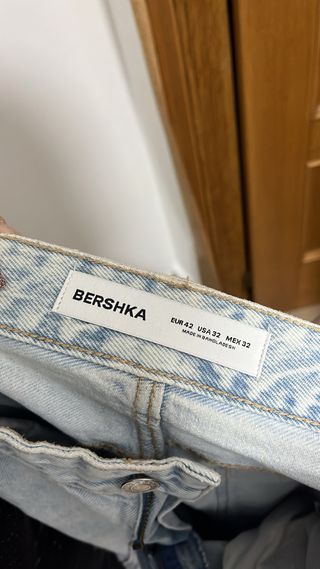 BERSHKA
EUR 42 USA 32 MEX 32
MADE IN BANGLADESH